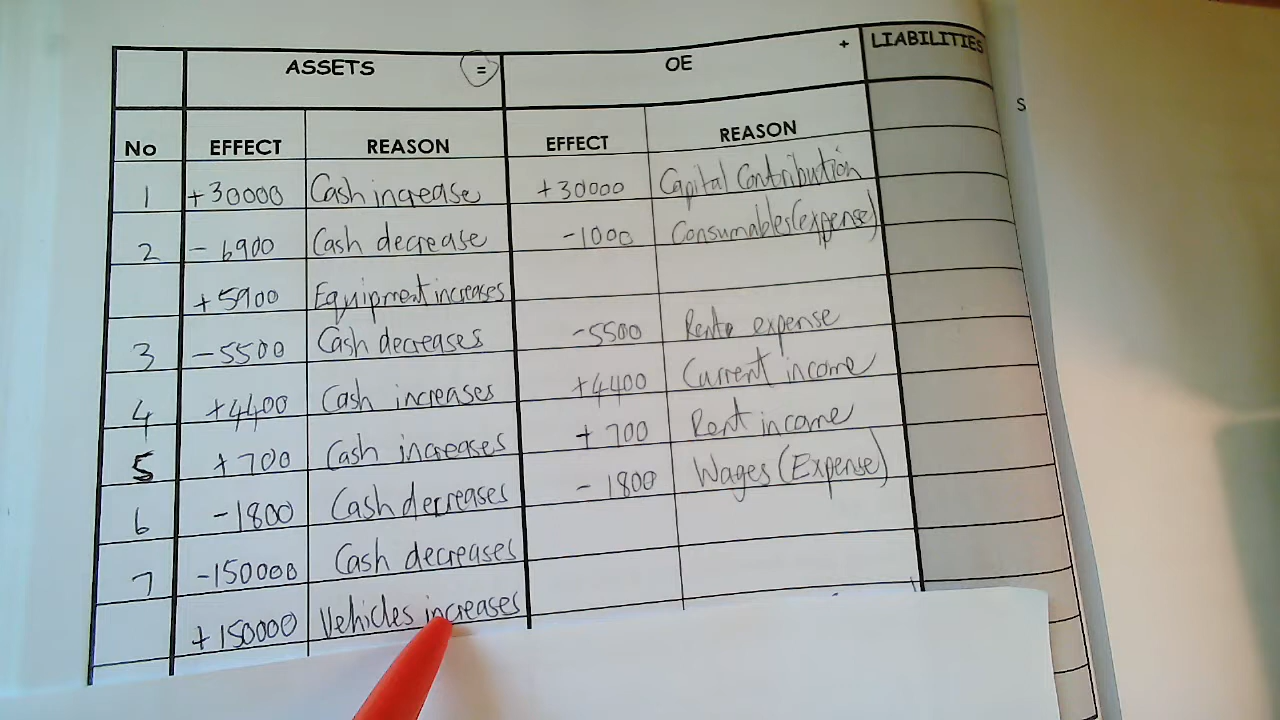 ASSETS = OE + LIABILITIES
No EFFECT REASON EFFECT REASON
1 +30000 Cash increase +30000 Capital Contribution
2 -6900 Cash decrease -1000 Consumables(expense)
+5900 Equipment increases
3 -5500 Cash decreases -5500 Rent expense
4 +4400 Cash increases +4400 Current income
5 +700 Cash increases +700 Rent income
6 -1800 Cash decreases -1800 Wages (Expense)
7 -150000 Cash decreases
+150000 Vehicles increases
S